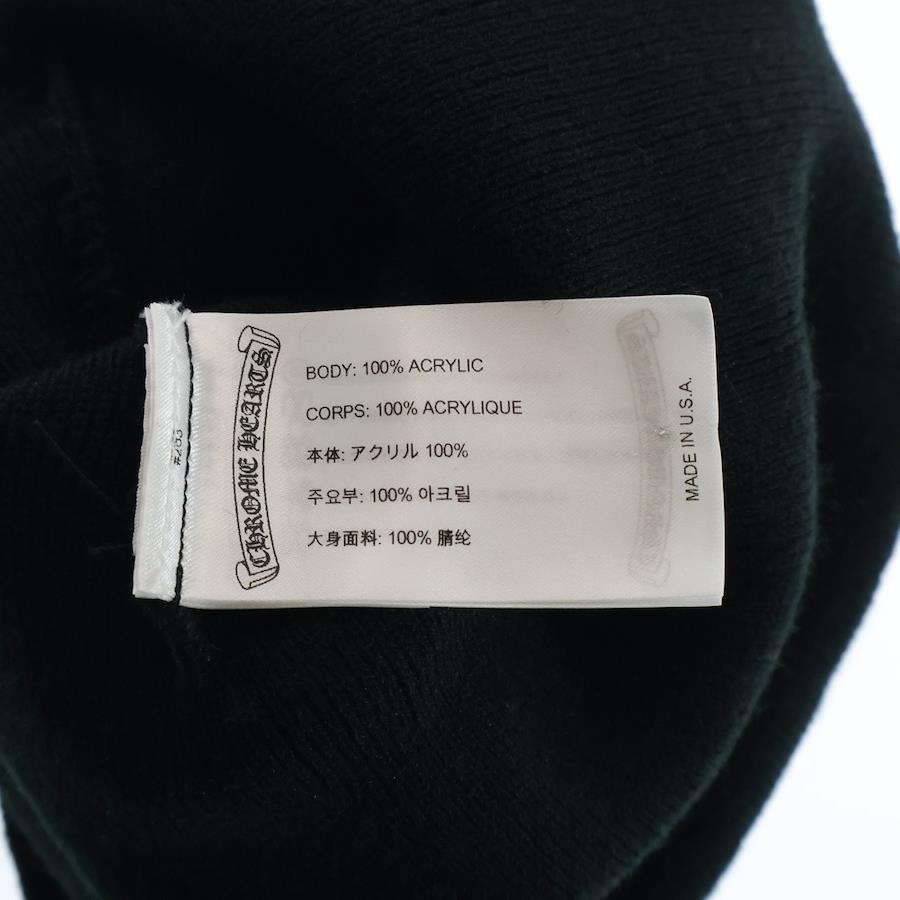 CHROME HEARTS
BODY: 100% ACRYLIC
CORPS: 100% ACRYLIQUE
本体: アクリル 100%
주요부: 100% 아크릴
大身面料: 100% 腈纶
MADE IN U.S.A.